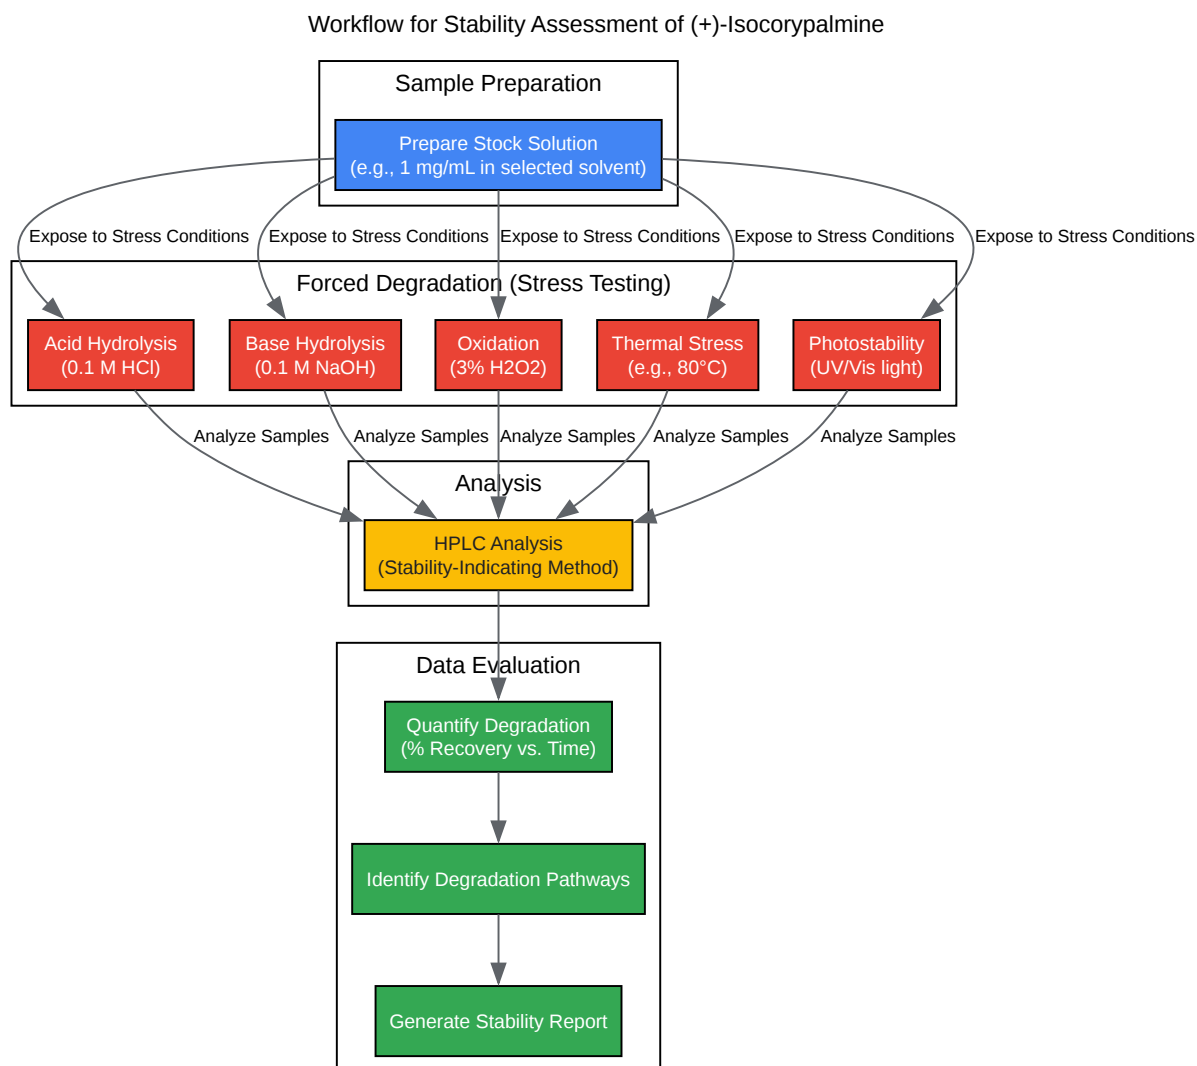 Workflow for Stability Assessment of (+)-Isocorypalmine
Sample Preparation
Prepare Stock Solution
(e.g., 1 mg/mL in selected solvent)
Expose to Stress Conditions
Expose to Stress Conditions
Expose to Stress Conditions
Expose to Stress Conditions
Expose to Stress Conditions
Forced Degradation (Stress Testing)
Acid Hydrolysis
(0.1 M HCl)
Base Hydrolysis
(0.1 M NaOH)
Oxidation
(3% H2O2)
Thermal Stress
(e.g., 80°C)
Photostability
(UV/Vis light)
Analyze Samples
Analyze Samples
Analyze Samples
Analyze Samples
Analyze Samples
Analysis
HPLC Analysis
(Stability-Indicating Method)
Data Evaluation
Quantify Degradation
(% Recovery vs. Time)
Identify Degradation Pathways
Generate Stability Report